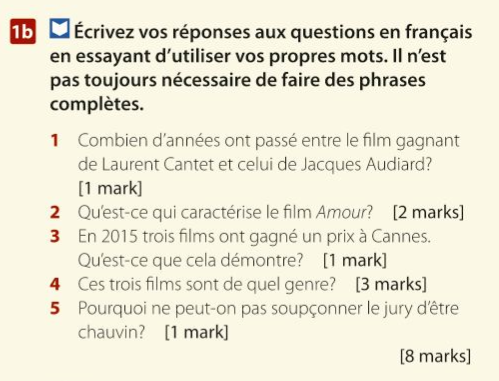 1b Écrivez vos réponses aux questions en français
en essayant d'utiliser vos propres mots. Il n'est
pas toujours nécessaire de faire des phrases
complètes.
1 Combien d'années ont passé entre le film gagnant
de Laurent Cantet et celui de Jacques Audiard?
[1 mark]
2 Qu'est-ce qui caractérise le film Amour? [2 marks]
3 En 2015 trois films ont gagné un prix à Cannes.
Qu'est-ce que cela démontre? [1 mark]
4 Ces trois films sont de quel genre? [3 marks]
5 Pourquoi ne peut-on pas soupçonner le jury d'être
chauvin? [1 mark]
[8 marks]